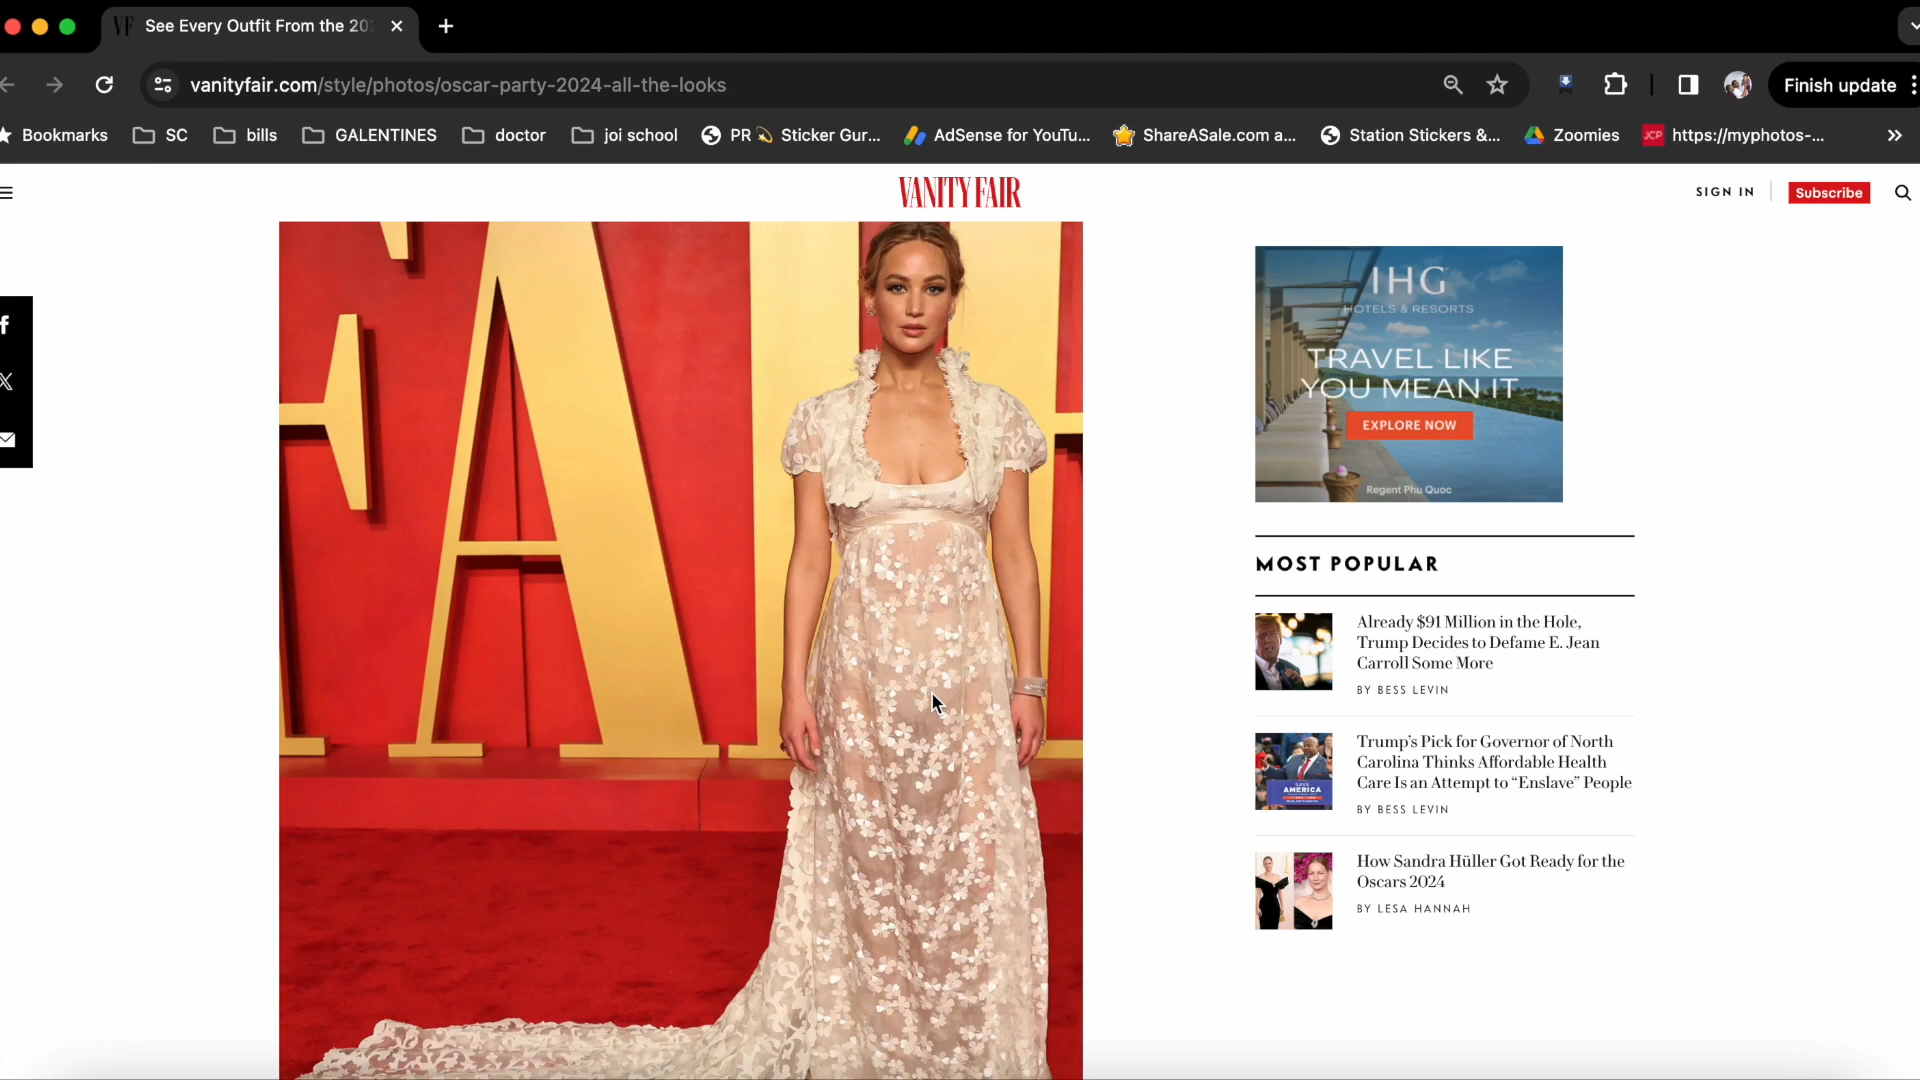 VF See Every Outfit From the 20
vanityfair.com/style/photos/oscar-party-2024-all-the-looks
Finish update
Bookmarks SC bills GALENTINES doctor joi school PR 💫 Sticker Gur... AdSense for YouTu... ShareASale.com a... Station Stickers &... Zoomies JCP https://myphotos-... »
VANITY FAIR
SIGN IN
Subscribe
FAI
IHG
HOTELS & RESORTS
TRAVEL LIKE
YOU MEAN IT
EXPLORE NOW
Regent Phu Quoc
MOST POPULAR
Already $91 Million in the Hole,
Trump Decides to Defame E. Jean
Carroll Some More
BY BESS LEVIN
Trump's Pick for Governor of North
Carolina Thinks Affordable Health
Care Is an Attempt to “Enslave” People
BY BESS LEVIN
AMERICA
How Sandra Hüller Got Ready for the
Oscars 2024
BY LESA HANNAH